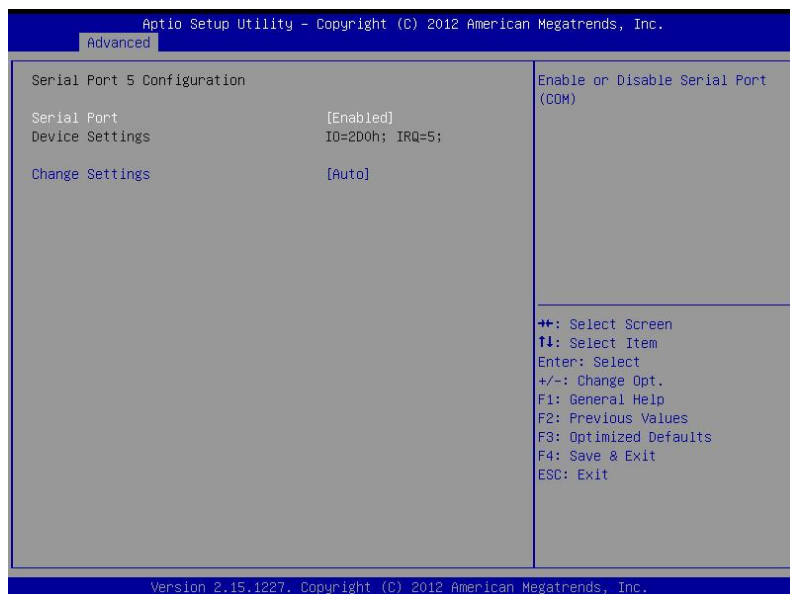 Aptio Setup Utility – Copyright (C) 2012 American Megatrends, Inc.
Advanced
Serial Port 5 Configuration
Serial Port [Enabled]
Device Settings IO=2D0h; IRQ=5;
Change Settings [Auto]
Enable or Disable Serial Port
(COM)
→←: Select Screen
↑↓: Select Item
Enter: Select
+/-: Change Opt.
F1: General Help
F2: Previous Values
F3: Optimized Defaults
F4: Save & Exit
ESC: Exit
Version 2.15.1227. Copyright (C) 2012 American Megatrends, Inc.